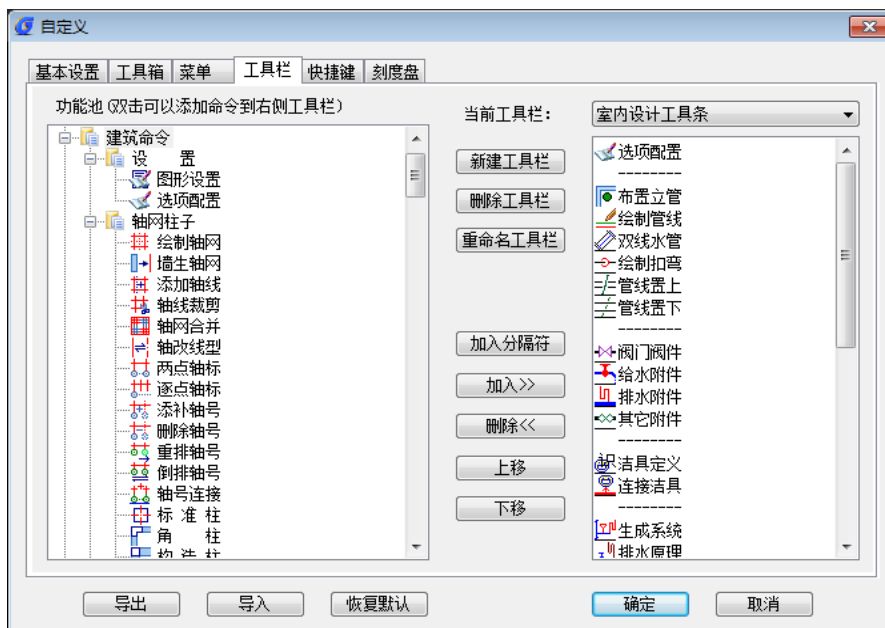 自定义
基本设置 工具箱 菜单 工具栏 快捷键 刻度盘
功能池(双击可以添加命令到右侧工具栏)
建筑命令
设 置
图形设置
选项配置
轴网柱子
绘制轴网
墙生轴网
添加轴线
轴线裁剪
轴网合并
轴改线型
两点轴标
逐点轴标
添补轴号
删除轴号
重排轴号
倒排轴号
轴号连接
标 准 柱
角 柱
构 造 柱
当前工具栏:
新建工具栏
删除工具栏
重命名工具栏
加入分隔符
加入>>
删除<<
上移
下移
室内设计工具条
选项配置
--------
布置立管
绘制管线
双线水管
绘制扣弯
管线置上
管线置下
--------
阀门阀件
给水附件
排水附件
其它附件
--------
洁具定义
连接洁具
--------
生成系统
排水原理
导出 导入 恢复默认 确定 取消